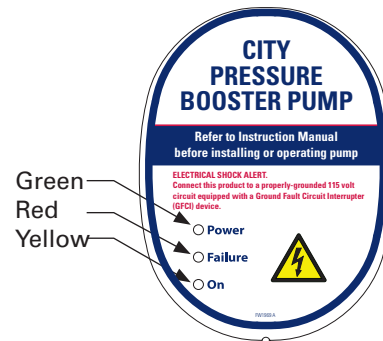 CITY
PRESSURE
BOOSTER PUMP
Refer to Instruction Manual
before installing or operating pump
ELECTRICAL SHOCK ALERT.
Connect this product to a properly-grounded 115 volt
circuit equipped with a Ground Fault Circuit Interrupter
(GFCI) device.
Green
Power
Red
Failure
Yellow
On